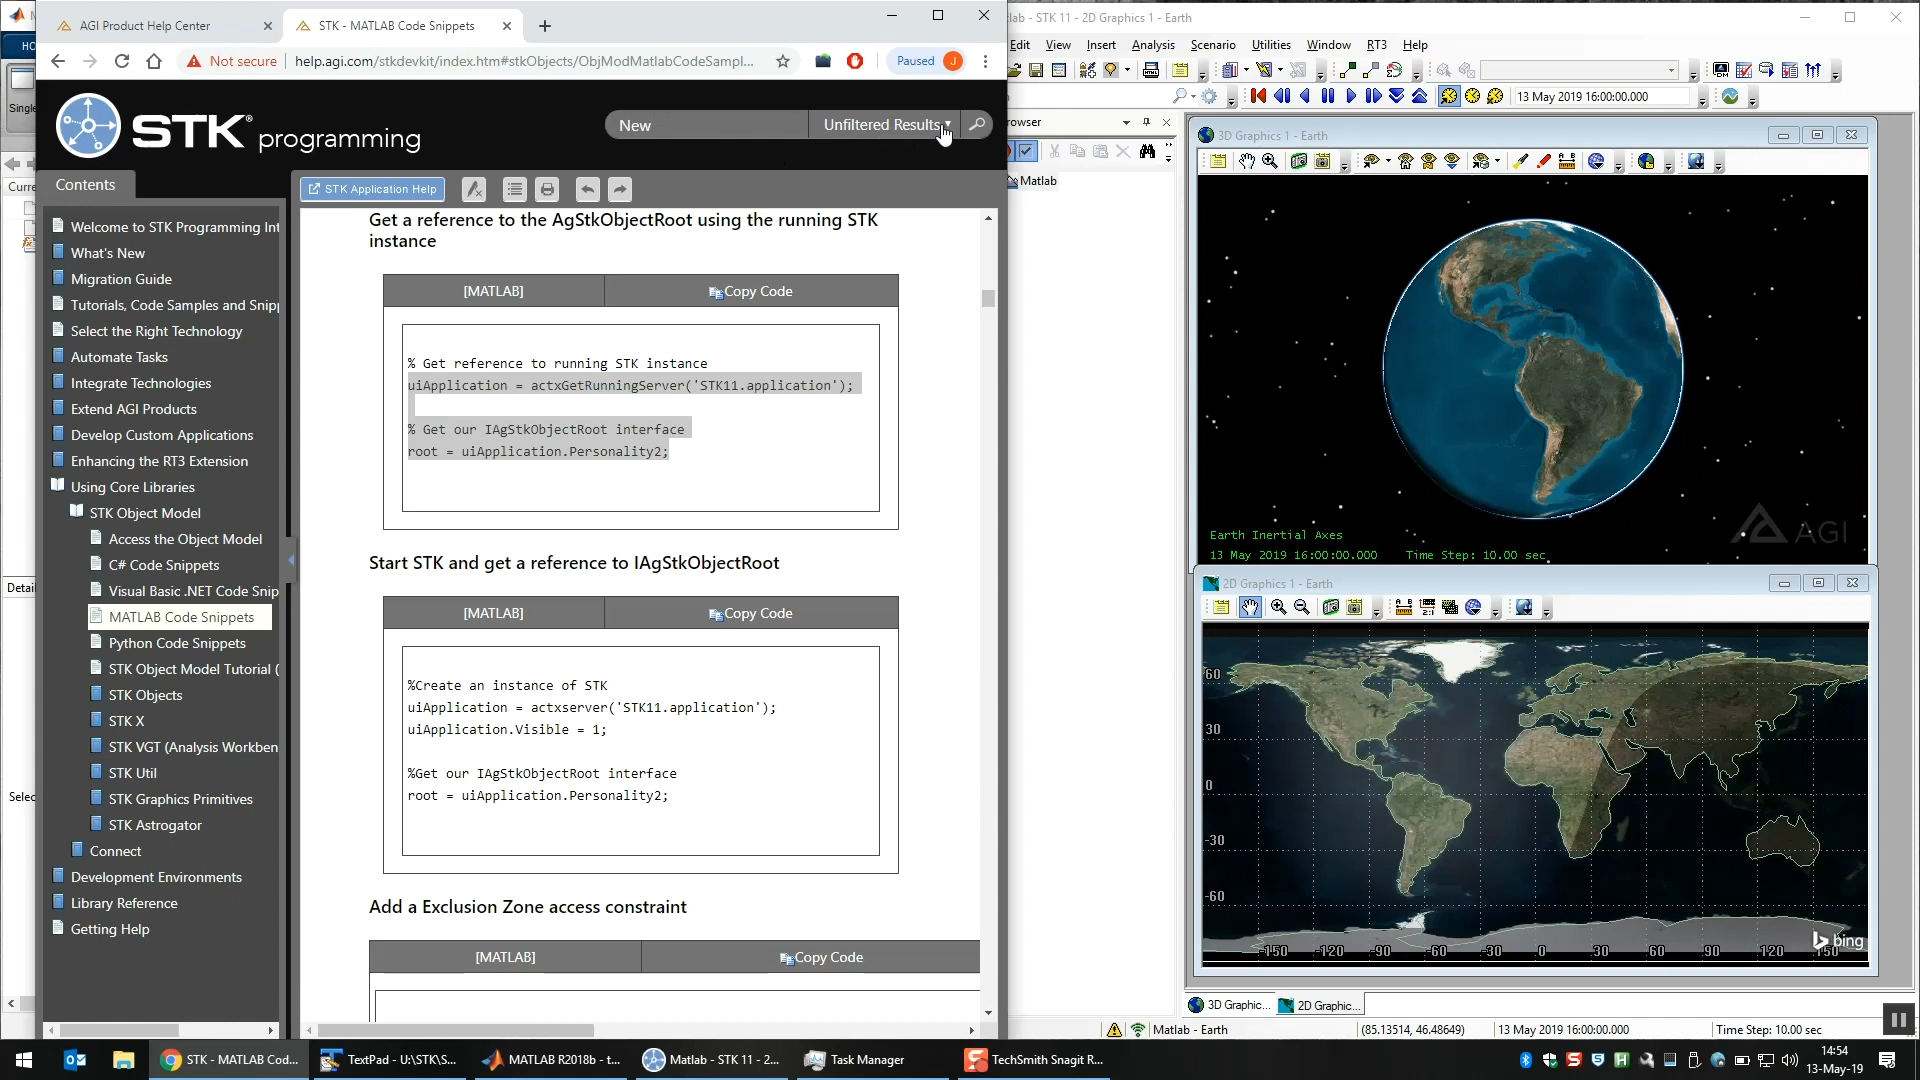 AGI Product Help Center
STK - MATLAB Code Snippets
Not secure
help.agi.com/stkdevkit/index.htm#stkObjects/ObjModMatlabCodeSampl...
Paused
J
STK programming
New
Unfiltered Results
Contents
STK Application Help
Welcome to STK Programming Int
What's New
Migration Guide
Tutorials, Code Samples and Snipp
Select the Right Technology
Automate Tasks
Integrate Technologies
Extend AGI Products
Develop Custom Applications
Enhancing the RT3 Extension
Using Core Libraries
STK Object Model
Access the Object Model
C# Code Snippets
Visual Basic .NET Code Snip
MATLAB Code Snippets
Python Code Snippets
STK Object Model Tutorial (
STK Objects
STK X
STK VGT (Analysis Workben
STK Util
STK Graphics Primitives
STK Astrogator
Connect
Development Environments
Library Reference
Getting Help
Get a reference to the AgStkObjectRoot using the running STK
instance
[MATLAB]
Copy Code
% Get reference to running STK instance
uiApplication = actxGetRunningServer('STK11.application');
% Get our IAgStkObjectRoot interface
root = uiApplication.Personality2;
Start STK and get a reference to IAgStkObjectRoot
[MATLAB]
Copy Code
%Create an instance of STK
uiApplication = actxserver('STK11.application');
uiApplication.Visible = 1;
%Get our IAgStkObjectRoot interface
root = uiApplication.Personality2;
Add a Exclusion Zone access constraint
[MATLAB]
Copy Code
HO
Single
Curre
Detail
Selec
lab - STK 11 - 2D Graphics 1 - Earth
Edit View Insert Analysis Scenario Utilities Window RT3 Help
13 May 2019 16:00:00.000
rowser
Matlab
3D Graphics 1 - Earth
Earth Inertial Axes
13 May 2019 16:00:00.000 Time Step: 10.00 sec
AGI
2D Graphics 1 - Earth
60
30
0
-30
-60
-150 -120 -90 -60 -30 0 30 60 90 120 150
bing
3D Graphic...
2D Graphic...
Matlab - Earth
(85.13514, 46.48649)
13 May 2019 16:00:00.000
Time Step: 10.00 sec
STK - MATLAB Cod...
TextPad - U:\STK\S...
MATLAB R2018b - t...
Matlab - STK 11 - 2...
Task Manager
TechSmith Snagit R...
14:54
13-May-19